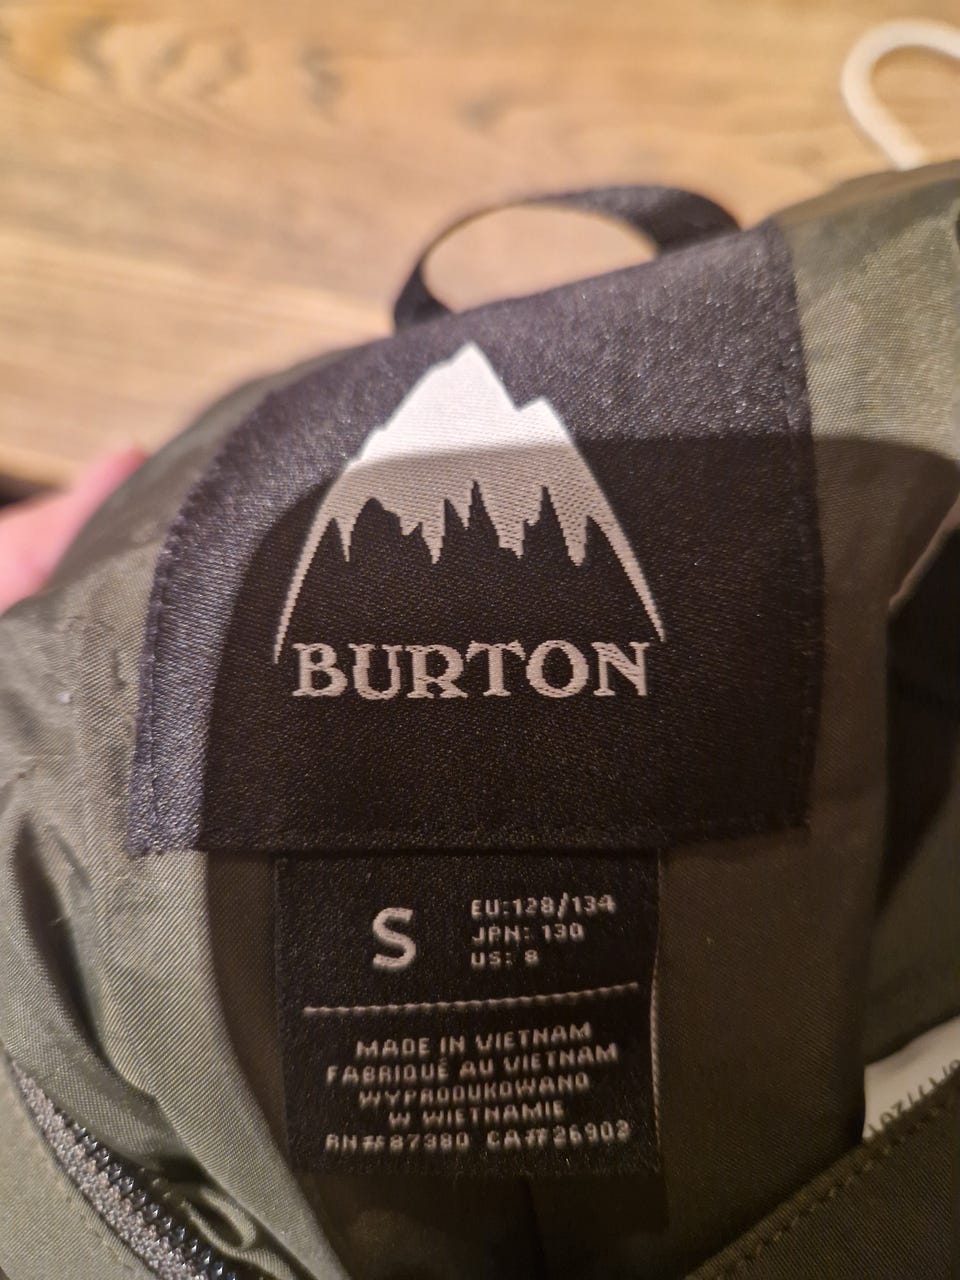 BURTON
S
EU:128/134
JPN: 130
US: 8
MADE IN VIETNAM
FABRIQUÉ AU VIETNAM
WYPRODUKOWANO
W WIETNAMIE
RN#87380 CA#26903